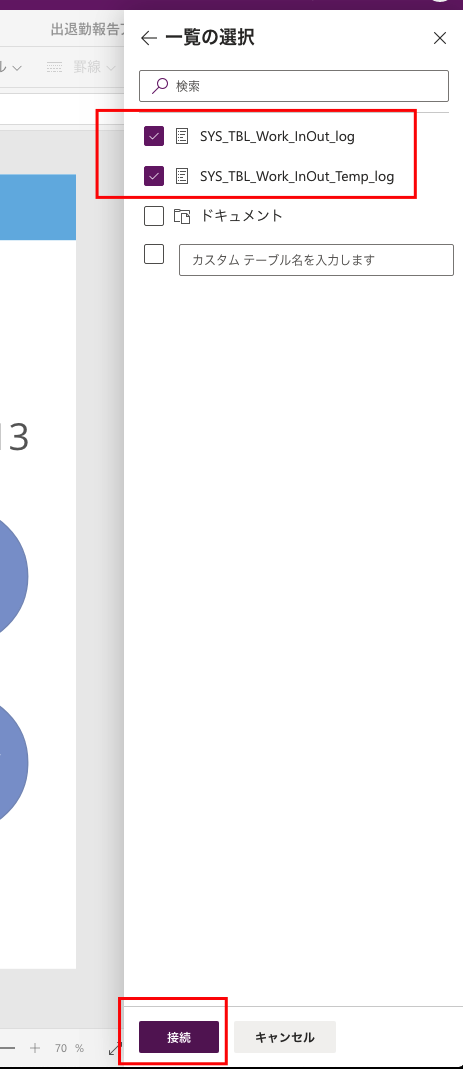 出退勤報告
一覧の選択
罫線
検索
SYS_TBL_Work_InOut_log
SYS_TBL_Work_InOut_Temp_log
ドキュメント
カスタム テーブル名を入力します
13
70 %
接続
キャンセル